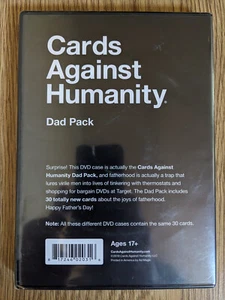 Cards
Against
Humanity.
Dad Pack
Surprise! This DVD case is actually the Cards Against
Humanity Dad Pack, and fatherhood is actually a trap that
lures virile men into lives of tinkering with thermostats and
shopping for bargain DVDs at Target. The Dad Pack includes
30 totally new cards about the joys of fatherhood.
Happy Father's Day!
Note: All these different DVD cases contain the same 30 cards.
Ages 17+
CardsAgainstHumanity.com